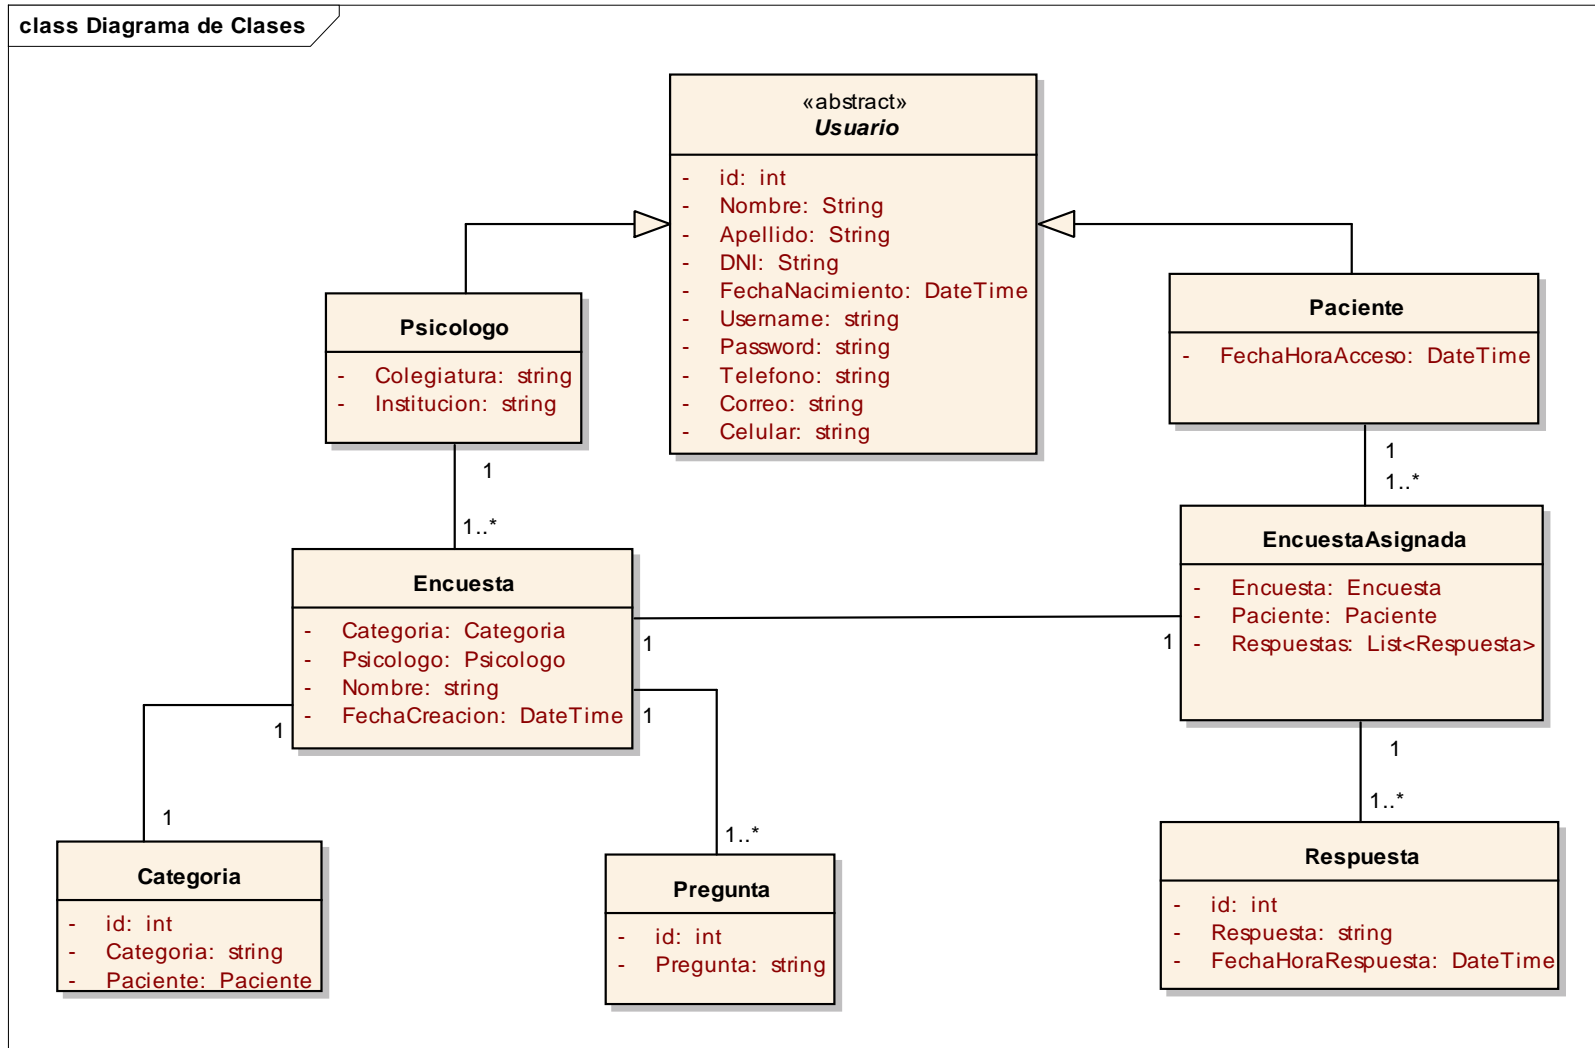 class Diagrama de Clases
«abstract»
Usuario
- id: int
- Nombre: String
- Apellido: String
- DNI: String
- FechaNacimiento: DateTime
- Username: string
- Password: string
- Telefono: string
- Correo: string
- Celular: string
Psicologo
- Colegiatura: string
- Institucion: string
Paciente
- FechaHoraAcceso: DateTime
1
1..*
1
1..*
Encuesta
- Categoria: Categoria
- Psicologo: Psicologo
- Nombre: string
- FechaCreacion: DateTime
EncuestaAsignada
- Encuesta: Encuesta
- Paciente: Paciente
- Respuestas: List<Respuesta>
1
1
1
1
1
1..*
1
1..*
Categoria
- id: int
- Categoria: string
- Paciente: Paciente
Pregunta
- id: int
- Pregunta: string
Respuesta
- id: int
- Respuesta: string
- FechaHoraRespuesta: DateTime